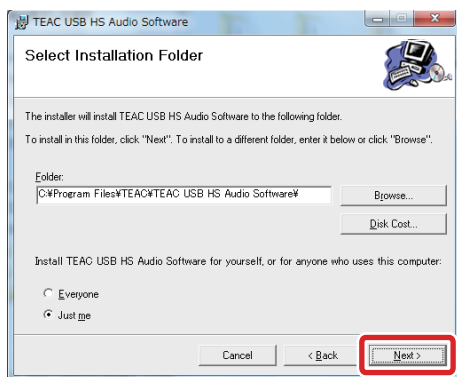 TEAC USB HS Audio Software
Select Installation Folder
The installer will install TEAC USB HS Audio Software to the following folder.
To install in this folder, click "Next". To install to a different folder, enter it below or click "Browse".
Folder:
C:¥Program Files¥TEAC¥TEAC USB HS Audio Software¥
Browse...
Disk Cost...
Install TEAC USB HS Audio Software for yourself, or for anyone who uses this computer:
Everyone
Just me
Cancel < Back Next >